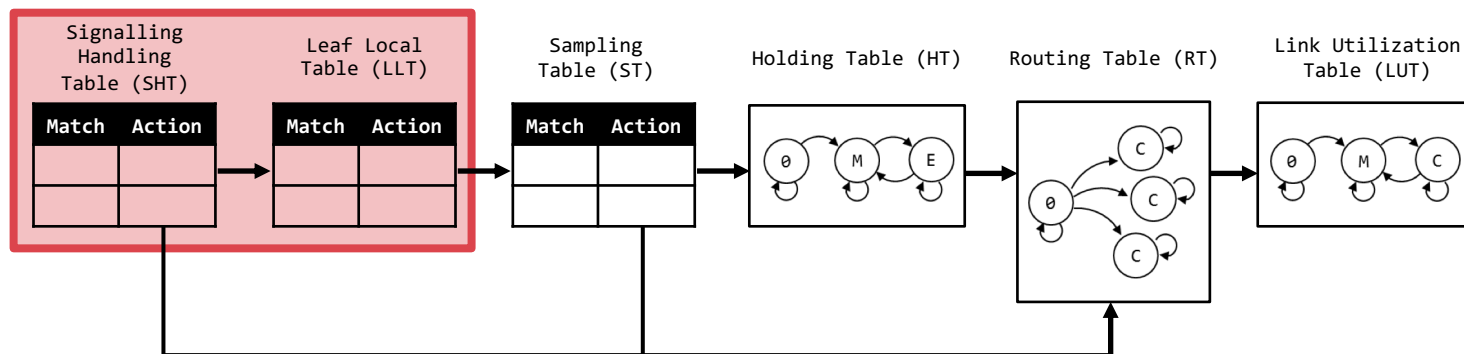 Signalling
Handling
Table (SHT)
Leaf Local
Table (LLT)
Sampling
Table (ST)
Holding Table (HT)
Routing Table (RT)
Link Utilization
Table (LUT)
Match Action
Match Action
Match Action
0 M E
0 C C C
0 M C